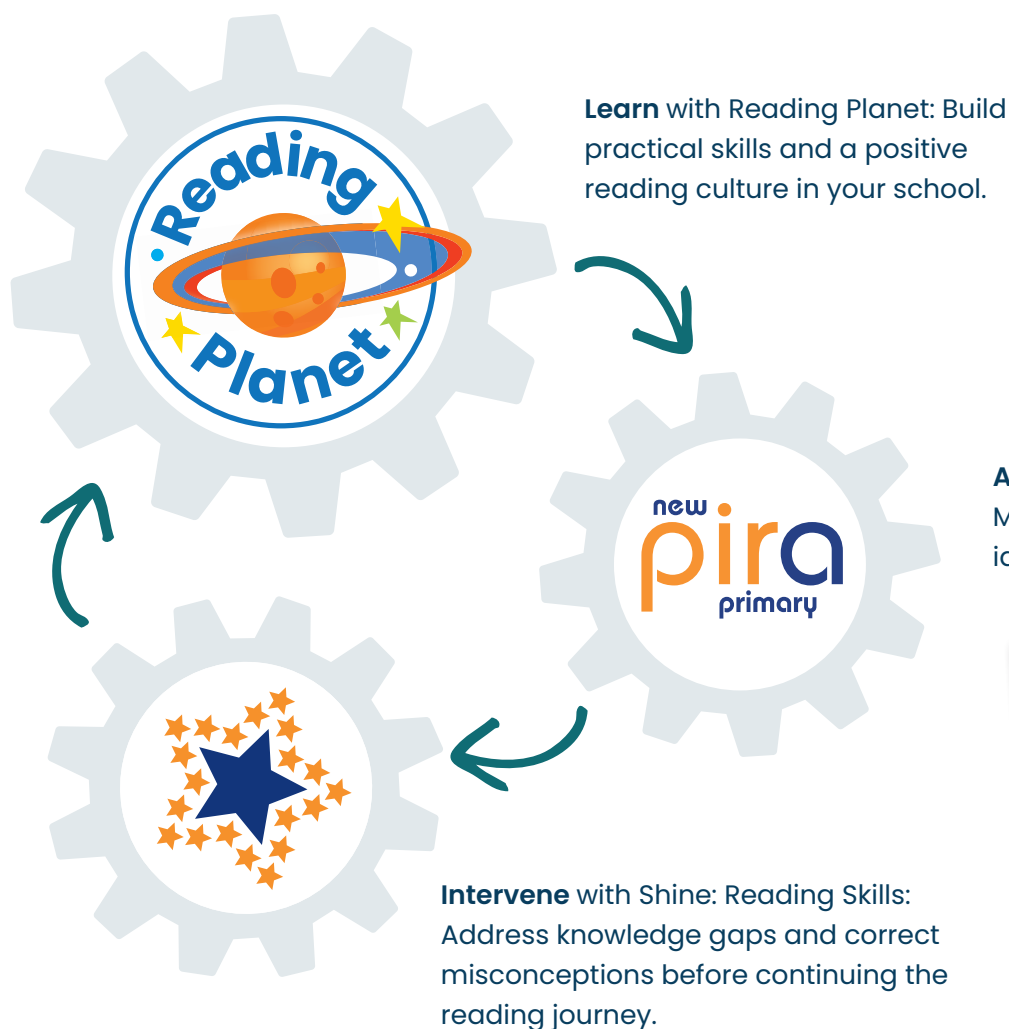 Reading
Planet
Learn with Reading Planet: Build
practical skills and a positive
reading culture in your school.
new
pira
primary
Intervene with Shine: Reading Skills:
Address knowledge gaps and correct
misconceptions before continuing the
reading journey.